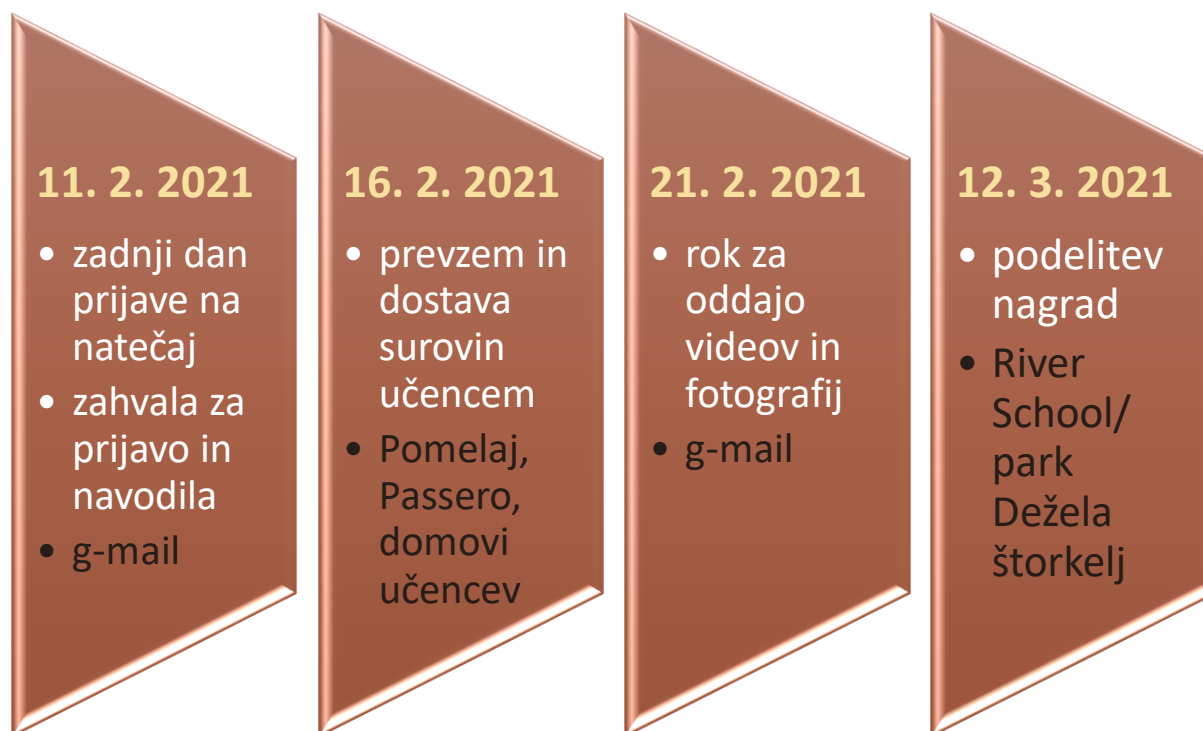 11. 2. 2021
• zadnji dan
prijave na
natečaj
• zahvala za
prijavo in
navodila
• g-mail
16. 2. 2021
• prevzem in
dostava
surovin
učencem
• Pomelaj,
Passero,
domovi
učencev
21. 2. 2021
• rok za
oddajo
videov in
fotografij
• g-mail
12. 3. 2021
• podelitev
nagrad
• River
School/
park
Dežela
štorkelj